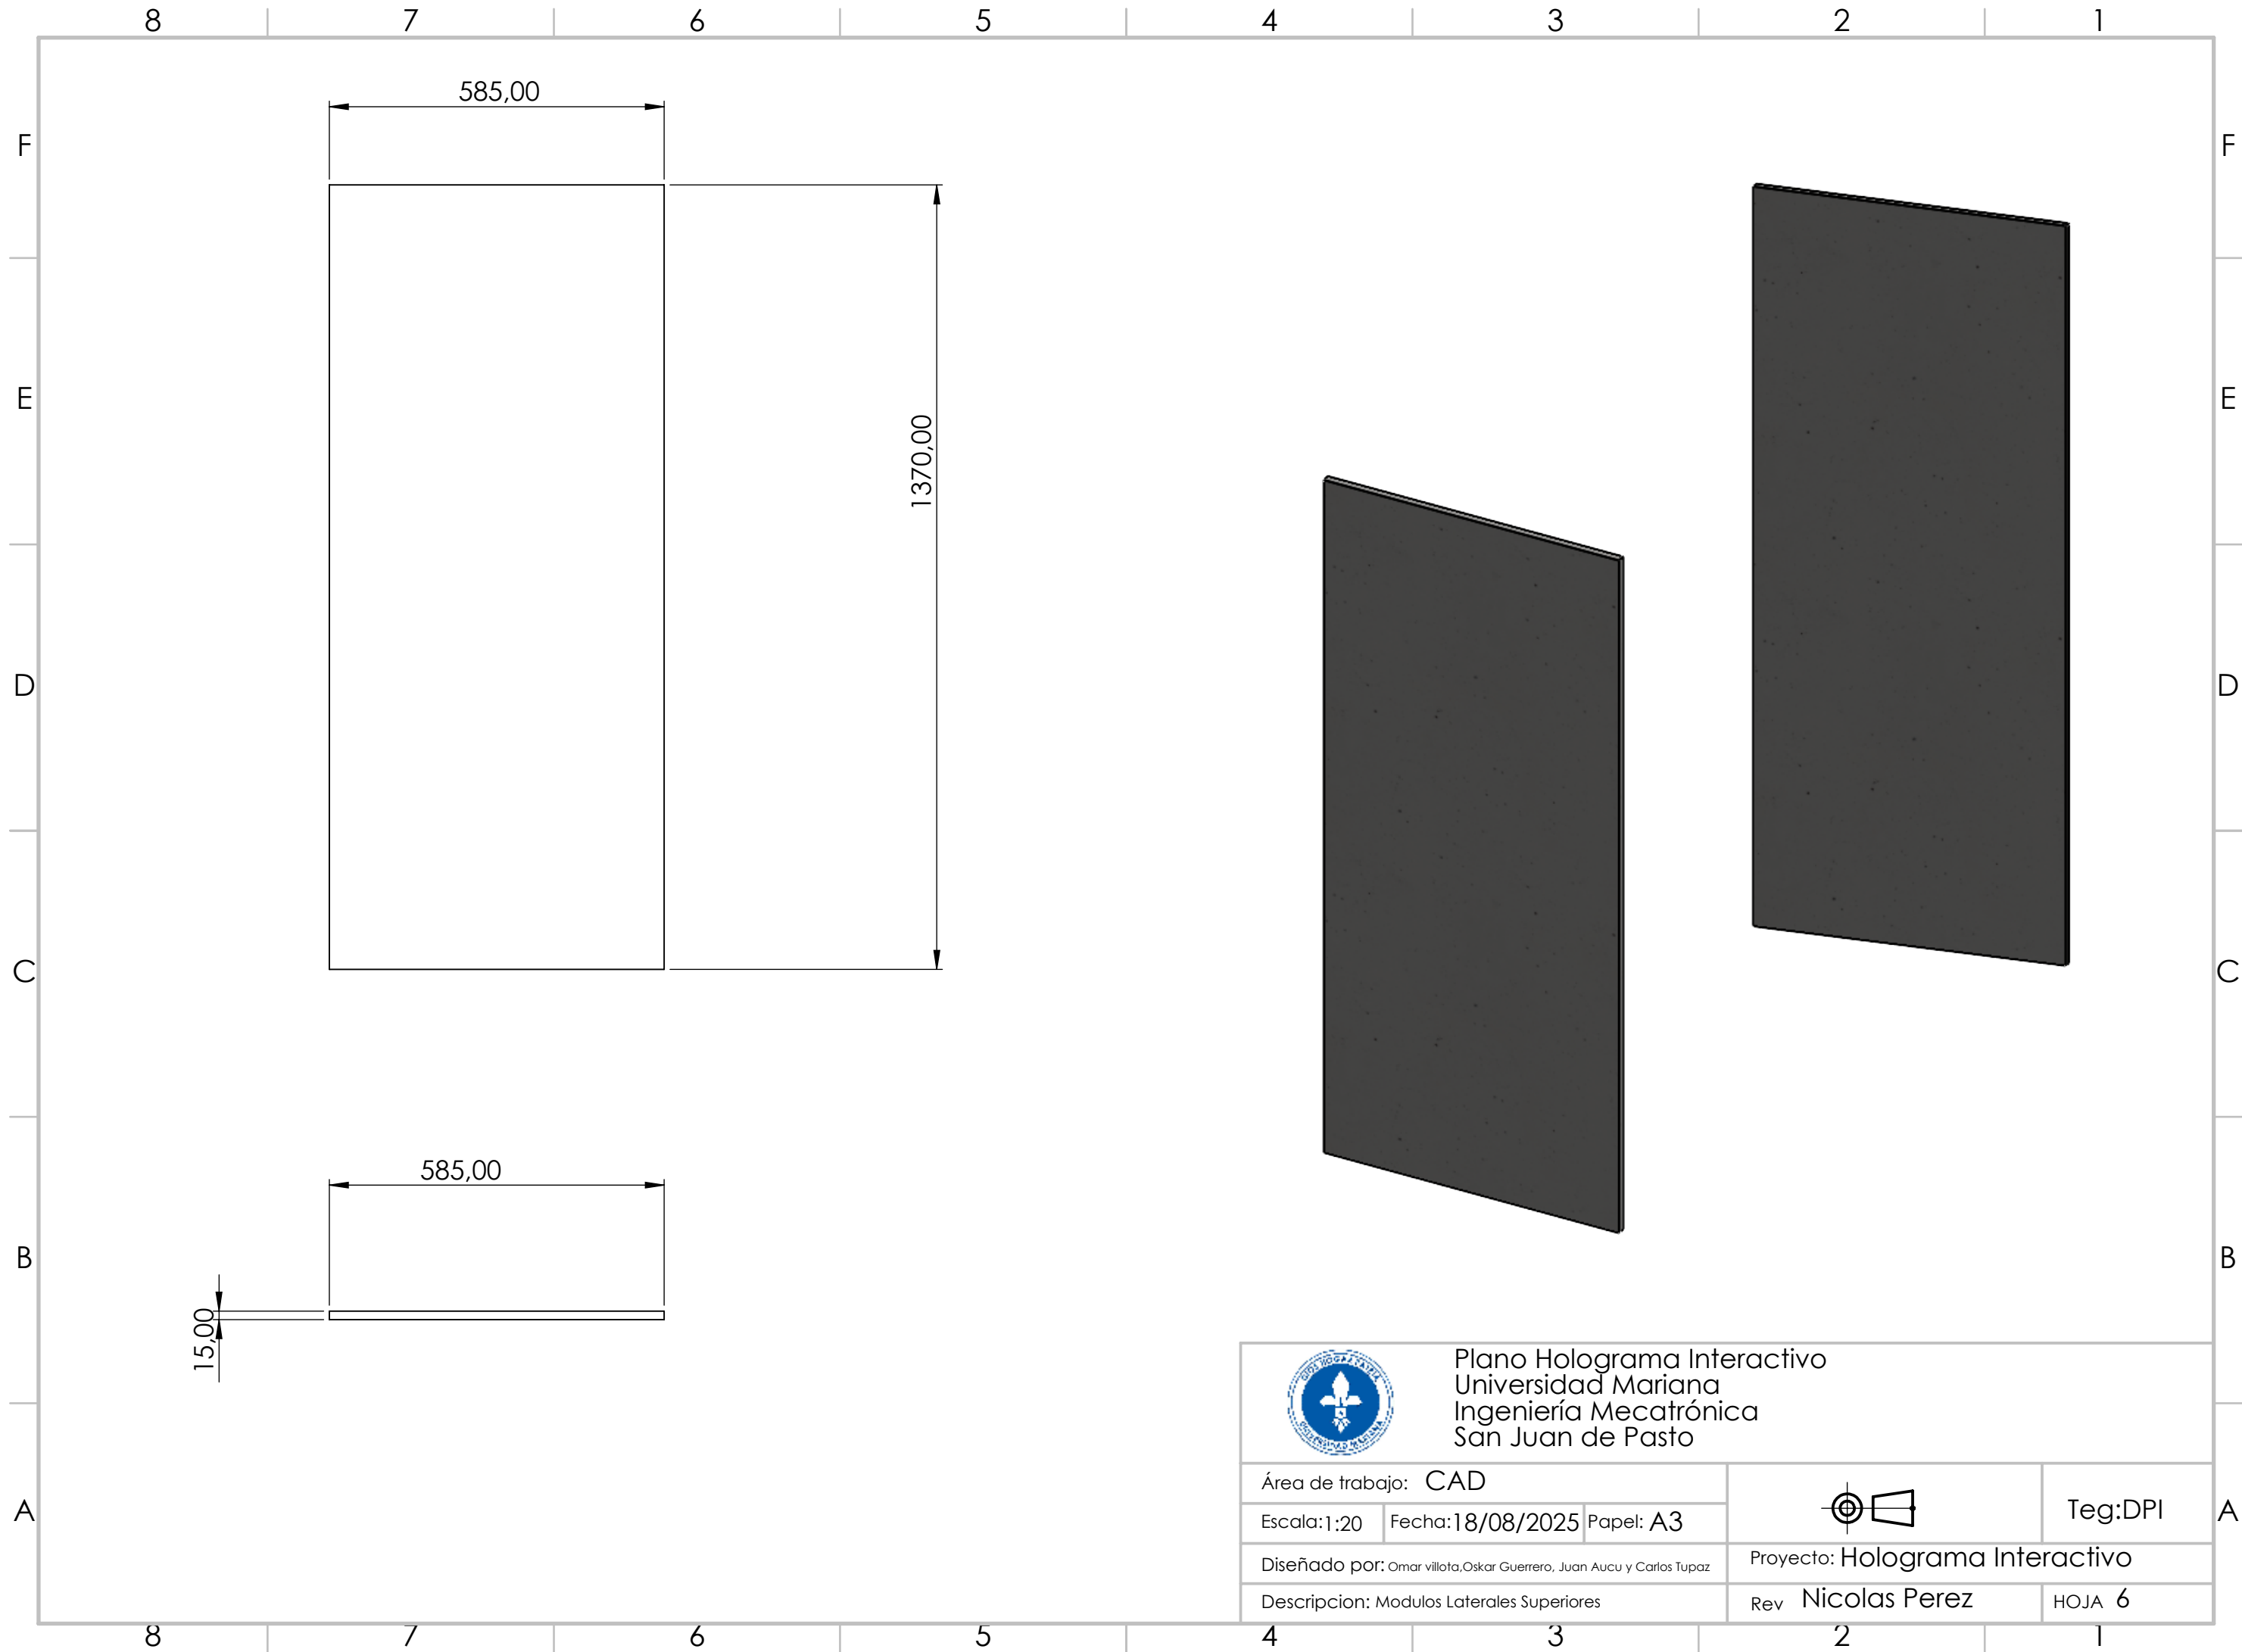 8 7 6 5 4 3 2 1
F F
E E
D D
C C
B B
A A
585,00
1370,00
585,00
15,00
Plano Holograma Interactivo
Universidad Mariana
Ingeniería Mecatrónica
San Juan de Pasto
Área de trabajo: CAD
Escala:1:20 Fecha:18/08/2025 Papel: A3
Teg:DPI
Diseñado por: Omar villota,Oskar Guerrero, Juan Aucu y Carlos Tupaz
Proyecto: Holograma Interactivo
Descripcion: Modulos Laterales Superiores
Rev Nicolas Perez HOJA 6
8 7 6 5 4 3 2 1